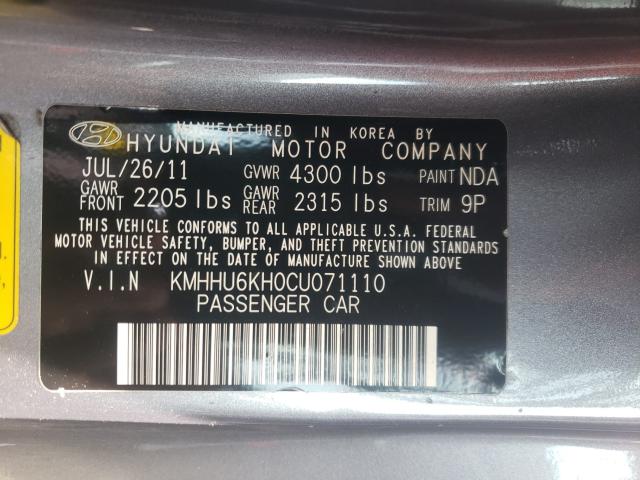 MANUFACTURED IN KOREA BY
HYUNDAI MOTOR COMPANY
JUL/26/11 GVWR 4300 lbs PAINT NDA
GAWR FRONT 2205 lbs GAWR REAR 2315 lbs TRIM 9P
THIS VEHICLE CONFORMS TO ALL APPLICABLE U.S.A. FEDERAL
MOTOR VEHICLE SAFETY, BUMPER, AND THEFT PREVENTION STANDARDS
IN EFFECT ON THE DATE OF MANUFACTURE SHOWN ABOVE.
V.I.N KMHHU6KH0CU071110
PASSENGER CAR